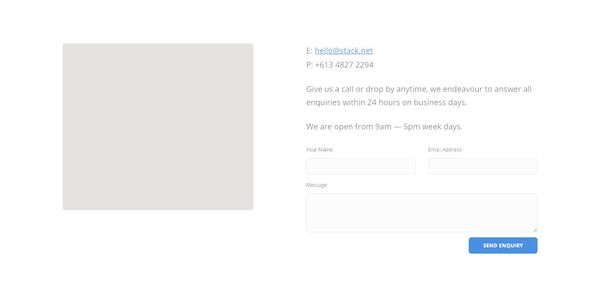 E: hello@stack.net
P: +613 4827 2294
Give us a call or drop by anytime, we endeavour to answer all
enquiries within 24 hours on business days.
We are open from 9am — 5pm week days.
Your Name: Email Address:
Message:
SEND ENQUIRY